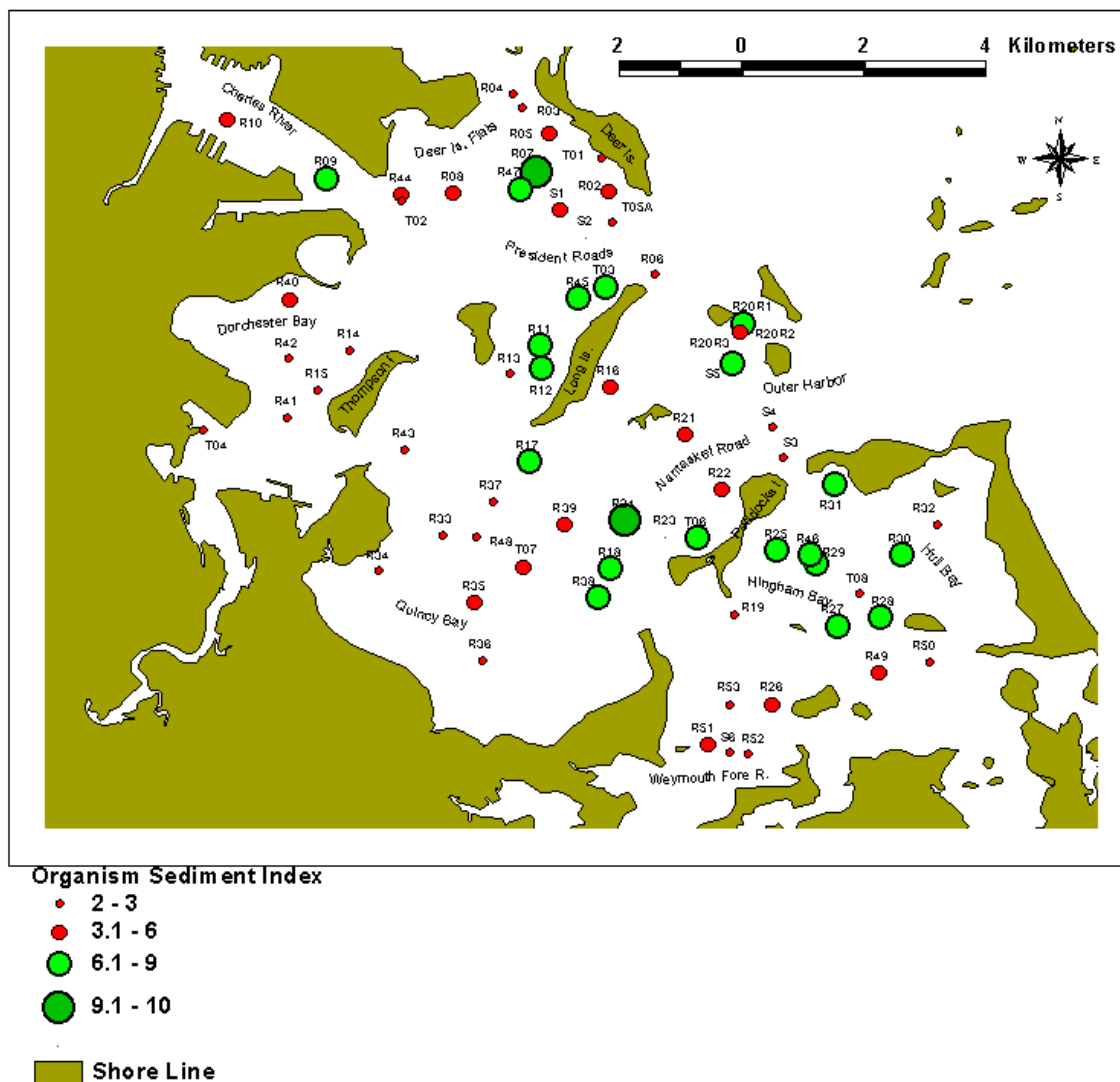 2 0 2 4 Kilometers
R04
Charles River
R03
R10
R05
Deer Is. Flats
Deer Is.
T01
R07
R09
R47
R44
R08
R02
S1
T05A
T02
S2
N
W E
S
President Roads
T03
R06
R45
R40
R20R1
Dorchester Bay
R11
R20R2
R14
R20R3
R42
R13
Long Is.
R12
R16
S5
Outer Harbor
R15
Thompson I
R41
S4
R21
T04
R43
S3
R17
Nantasket Road
R22
R37
R31
R39
R23
T06
R32
R33
R48
R25
R46
R29
R30
Hull Bay
R34
T07
R18
R35
R38
Hingham Bay
T08
Quincy Bay
R19
R27
R28
R36
R49
R50
R53
R26
R51
S6
R52
Weymouth Fore R.
Organism Sediment Index
2 - 3
3.1 - 6
6.1 - 9
9.1 - 10
Shore Line